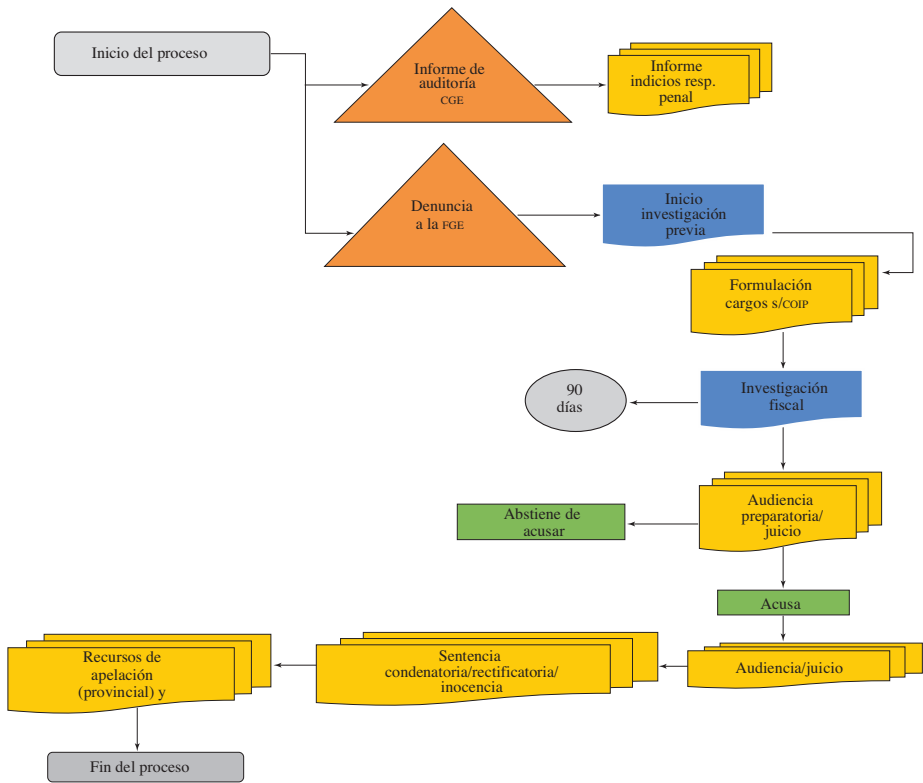 Inicio del proceso
Informe de
auditoría
CGE
Informe
indicios resp.
penal
Denuncia
a la FGE
Inicio
investigación
previa
Formulación
cargos s/COIP
90
días
Investigación
fiscal
Abstiene de
acusar
Audiencia
preparatoria/
juicio
Acusa
Recursos de
apelación
(provincial) y
Sentencia
condenatoria/rectificatoria/
inocencia
Audiencia/juicio
Fin del proceso